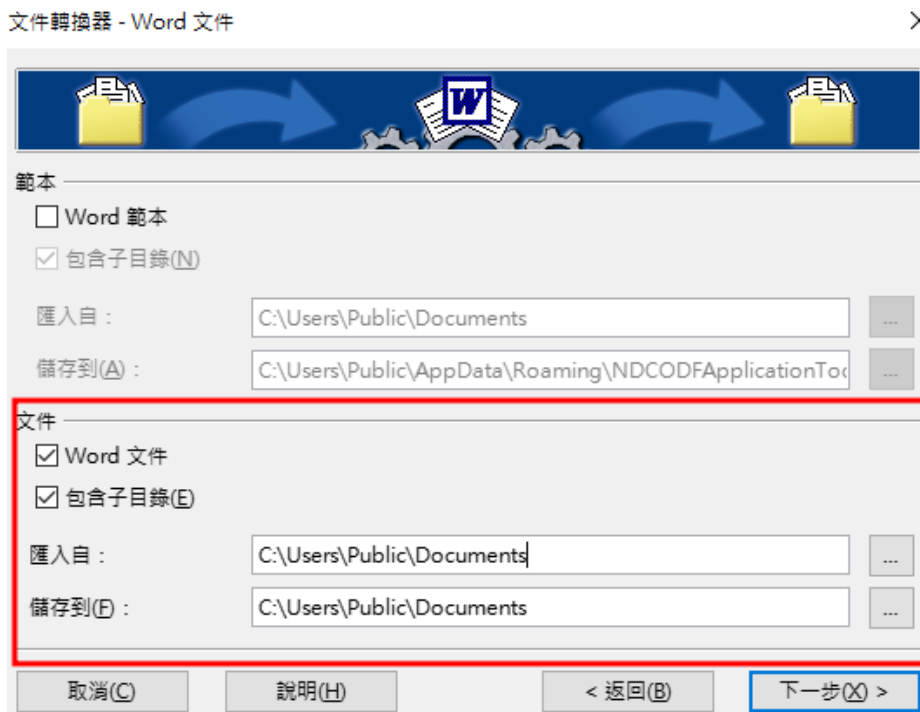 文件轉換器 - Word 文件
W
範本
Word 範本
包含子目錄(N)
匯入自：
C:\Users\Public\Documents
...
儲存到(A)：
C:\Users\Public\AppData\Roaming\NDCODFApplicationToo
...
文件
Word 文件
包含子目錄(E)
匯入自：
C:\Users\Public\Documents
...
儲存到(F)：
C:\Users\Public\Documents
...
取消(C)
說明(H)
< 返回(B)
下一步(X) >